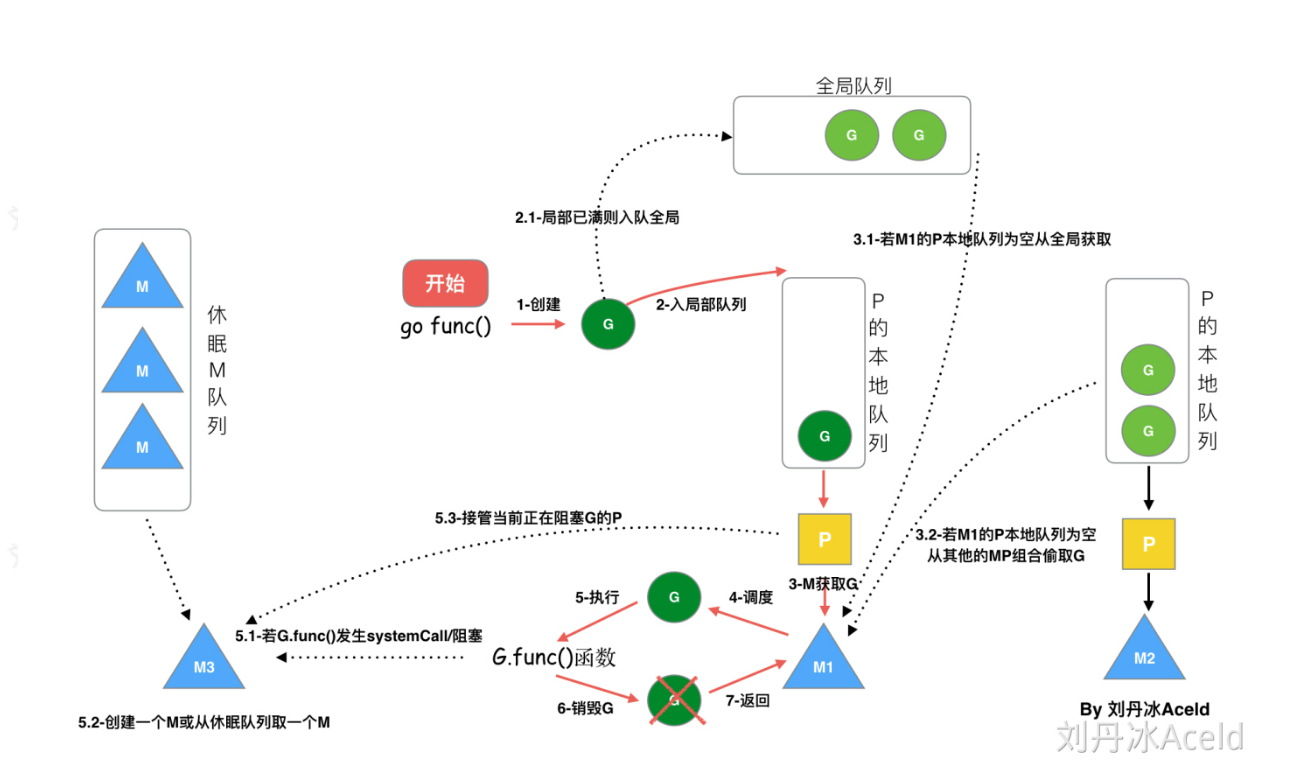 全局队列
G
G
2.1-局部已满则入队全局
3.1-若M1的P本地队列为空从全局获取
开始
go func()
1-创建
G
2-入局部队列
M
M
M
休眠M队列
G
P的本地队列
G
G
P的本地队列
5.3-接管当前正在阻塞G的P
P
3.2-若M1的P本地队列为空
从其他的MP组合偷取G
P
3-M获取G
5-执行
G
4-调度
5.1-若G.func()发生systemCall/阻塞
G.func()函数
M3
M1
M2
6-销毁G
G
7-返回
5.2-创建一个M或从休眠队列取一个M
By 刘丹冰Aceld
刘丹冰Aceld